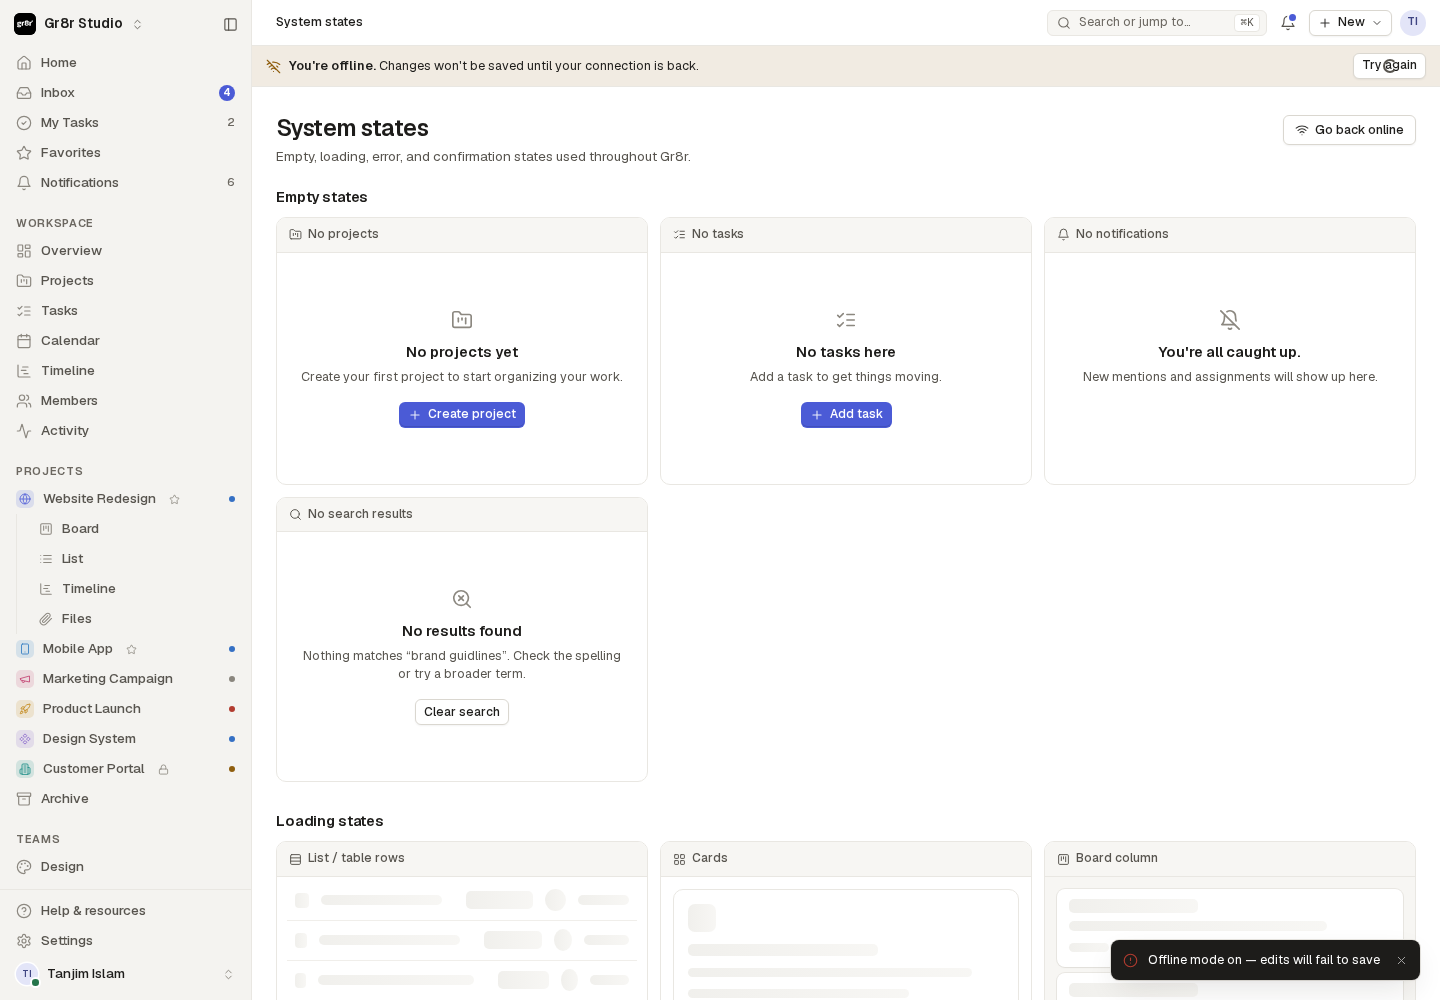 gr8r
Gr8r Studio
System states
Search or jump to...
⌘K
New
TI
Home
Inbox
4
My Tasks
2
Favorites
Notifications
6
WORKSPACE
Overview
Projects
Tasks
Calendar
Timeline
Members
Activity
PROJECTS
Website Redesign
Board
List
Timeline
Files
Mobile App
Marketing Campaign
Product Launch
Design System
Customer Portal
Archive
TEAMS
Design
Help & resources
Settings
TI
Tanjim Islam
You're offline. Changes won't be saved until your connection is back.
Try again
System states
Go back online
Empty, loading, error, and confirmation states used throughout Gr8r.
Empty states
No projects
No projects yet
Create your first project to start organizing your work.
Create project
No tasks
No tasks here
Add a task to get things moving.
Add task
No notifications
You're all caught up.
New mentions and assignments will show up here.
No search results
No results found
Nothing matches “brand guidlines”. Check the spelling
or try a broader term.
Clear search
Loading states
List / table rows
Cards
Board column
Offline mode on — edits will fail to save